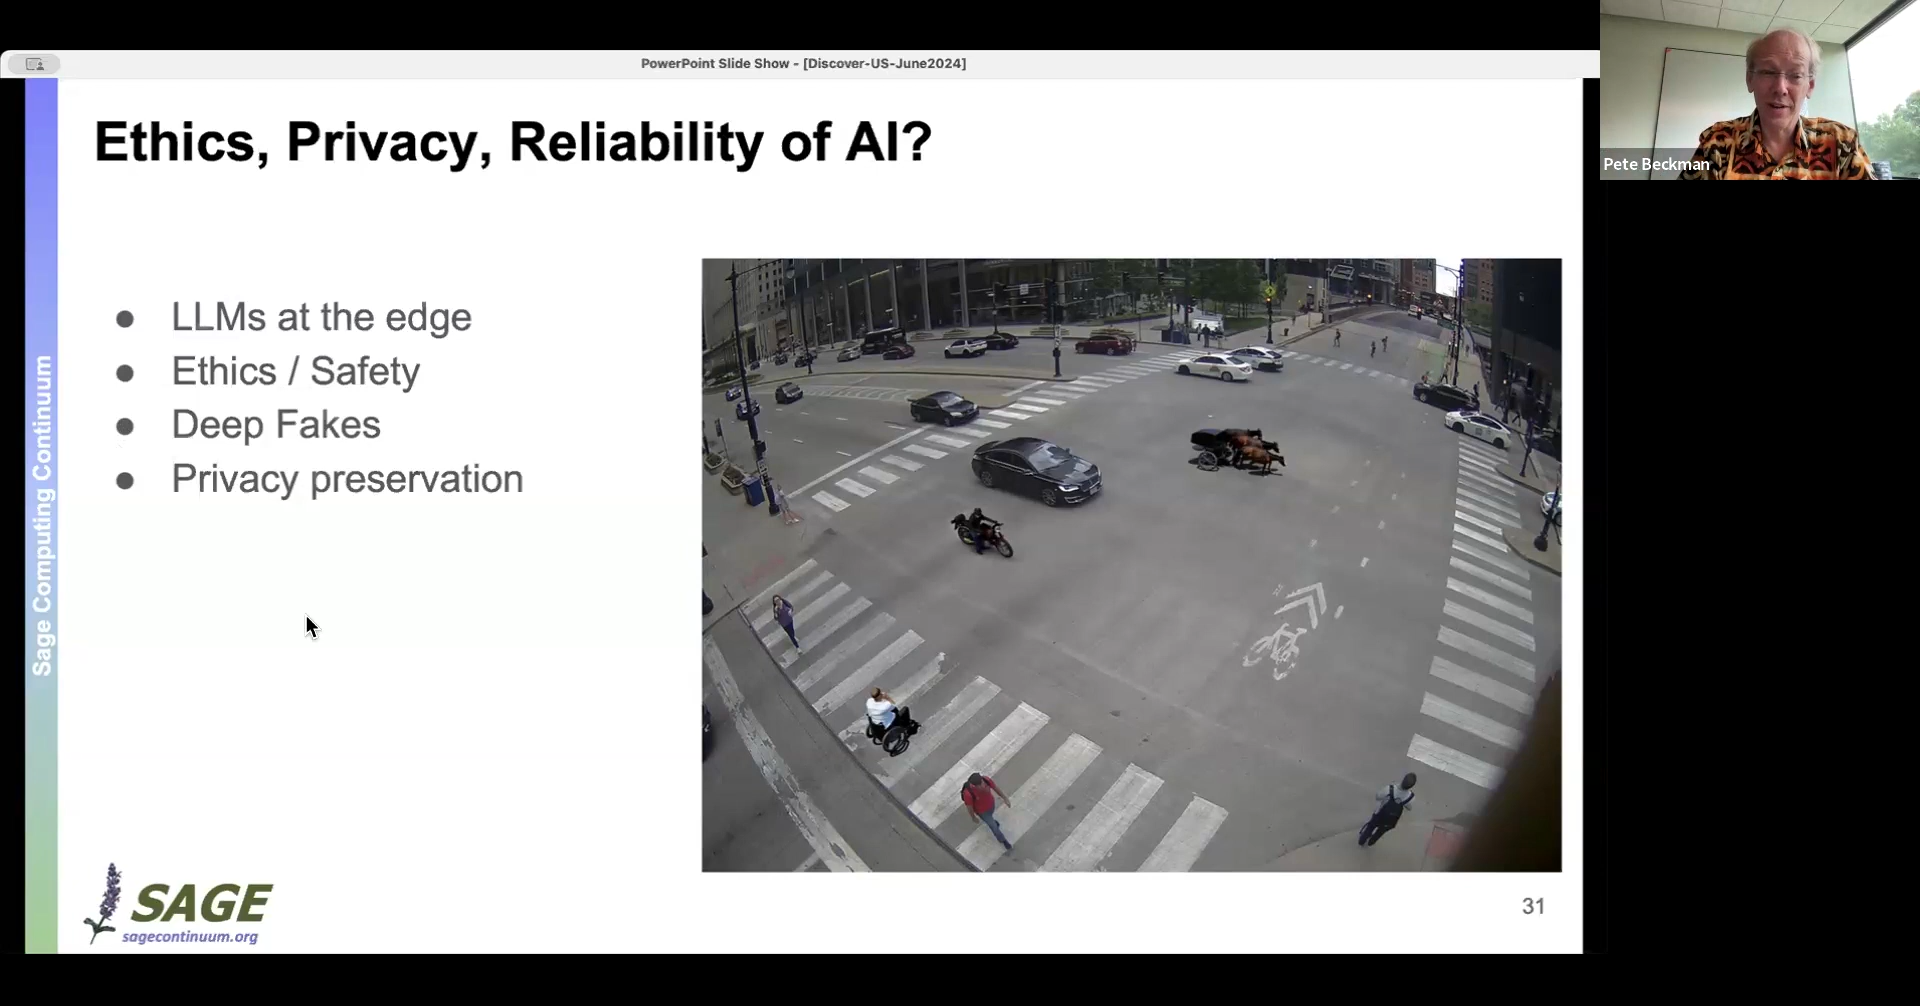 PowerPoint Slide Show - [Discover-US-June2024]
Pete Beckman
Ethics, Privacy, Reliability of AI?
LLMs at the edge
Ethics / Safety
Deep Fakes
Privacy preservation
Sage Computing Continuum
SAGE
sagecontinuum.org
31